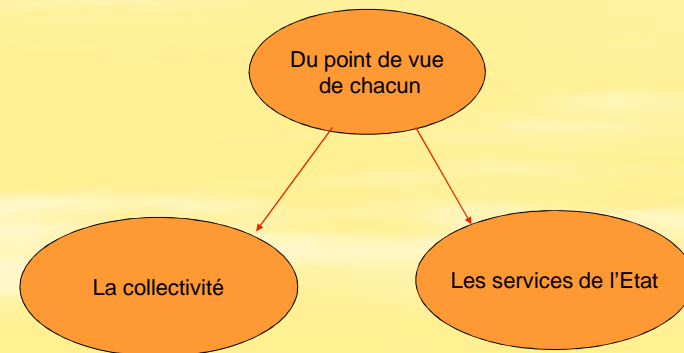 Du point de vue
de chacun
La collectivité
Les services de l'Etat